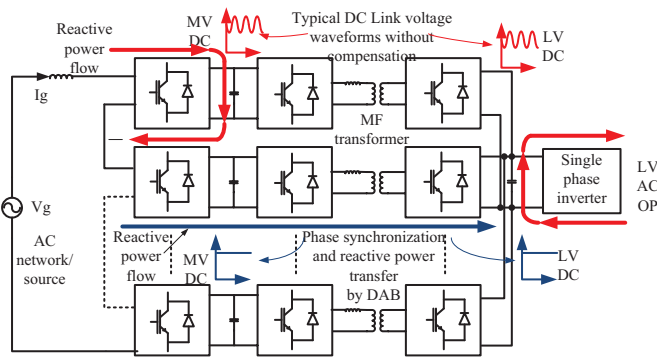 Reactive
power
flow
MV
DC
Typical DC Link voltage
waveforms without
compensation
LV
DC
Ig
MF
transformer
Single
phase
inverter
LV
AC
OP
Vg
AC
network/
source
Reactive
power
flow
MV
DC
Phase synchronization
and reactive power
transfer
by DAB
LV
DC